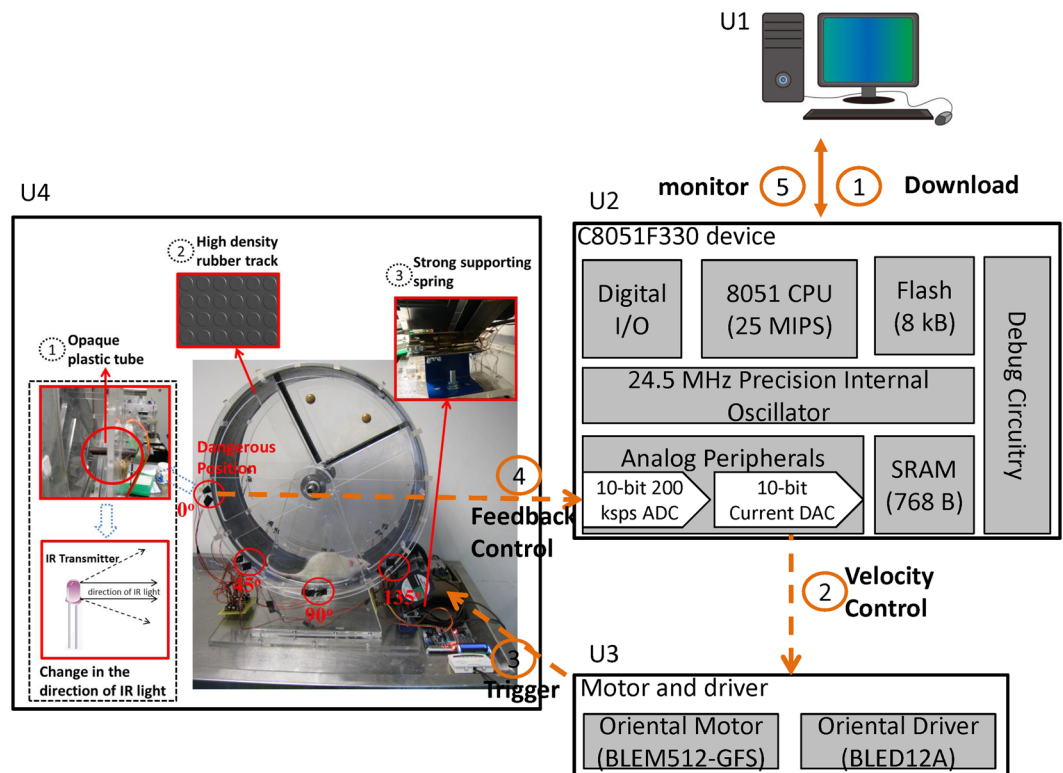 U1
monitor
5
1
Download
U4
U2
C8051F330 device
Digital
I/O
8051 CPU
(25 MIPS)
Flash
(8 kB)
Debug Circuitry
24.5 MHz Precision Internal
Oscillator
Analog Peripherals
10-bit 200
ksps ADC
10-bit
Current DAC
SRAM
(768 B)
2
High density
rubber track
3
Strong supporting
spring
1
Opaque
plastic tube
Dangerous
Position
0°
45°
90°
135°
4
Feedback
Control
IR Transmitter
direction of IR light
Change in the
direction of IR light
2
Velocity
Control
3
Trigger
U3
Motor and driver
Oriental Motor
(BLEM512-GFS)
Oriental Driver
(BLED12A)